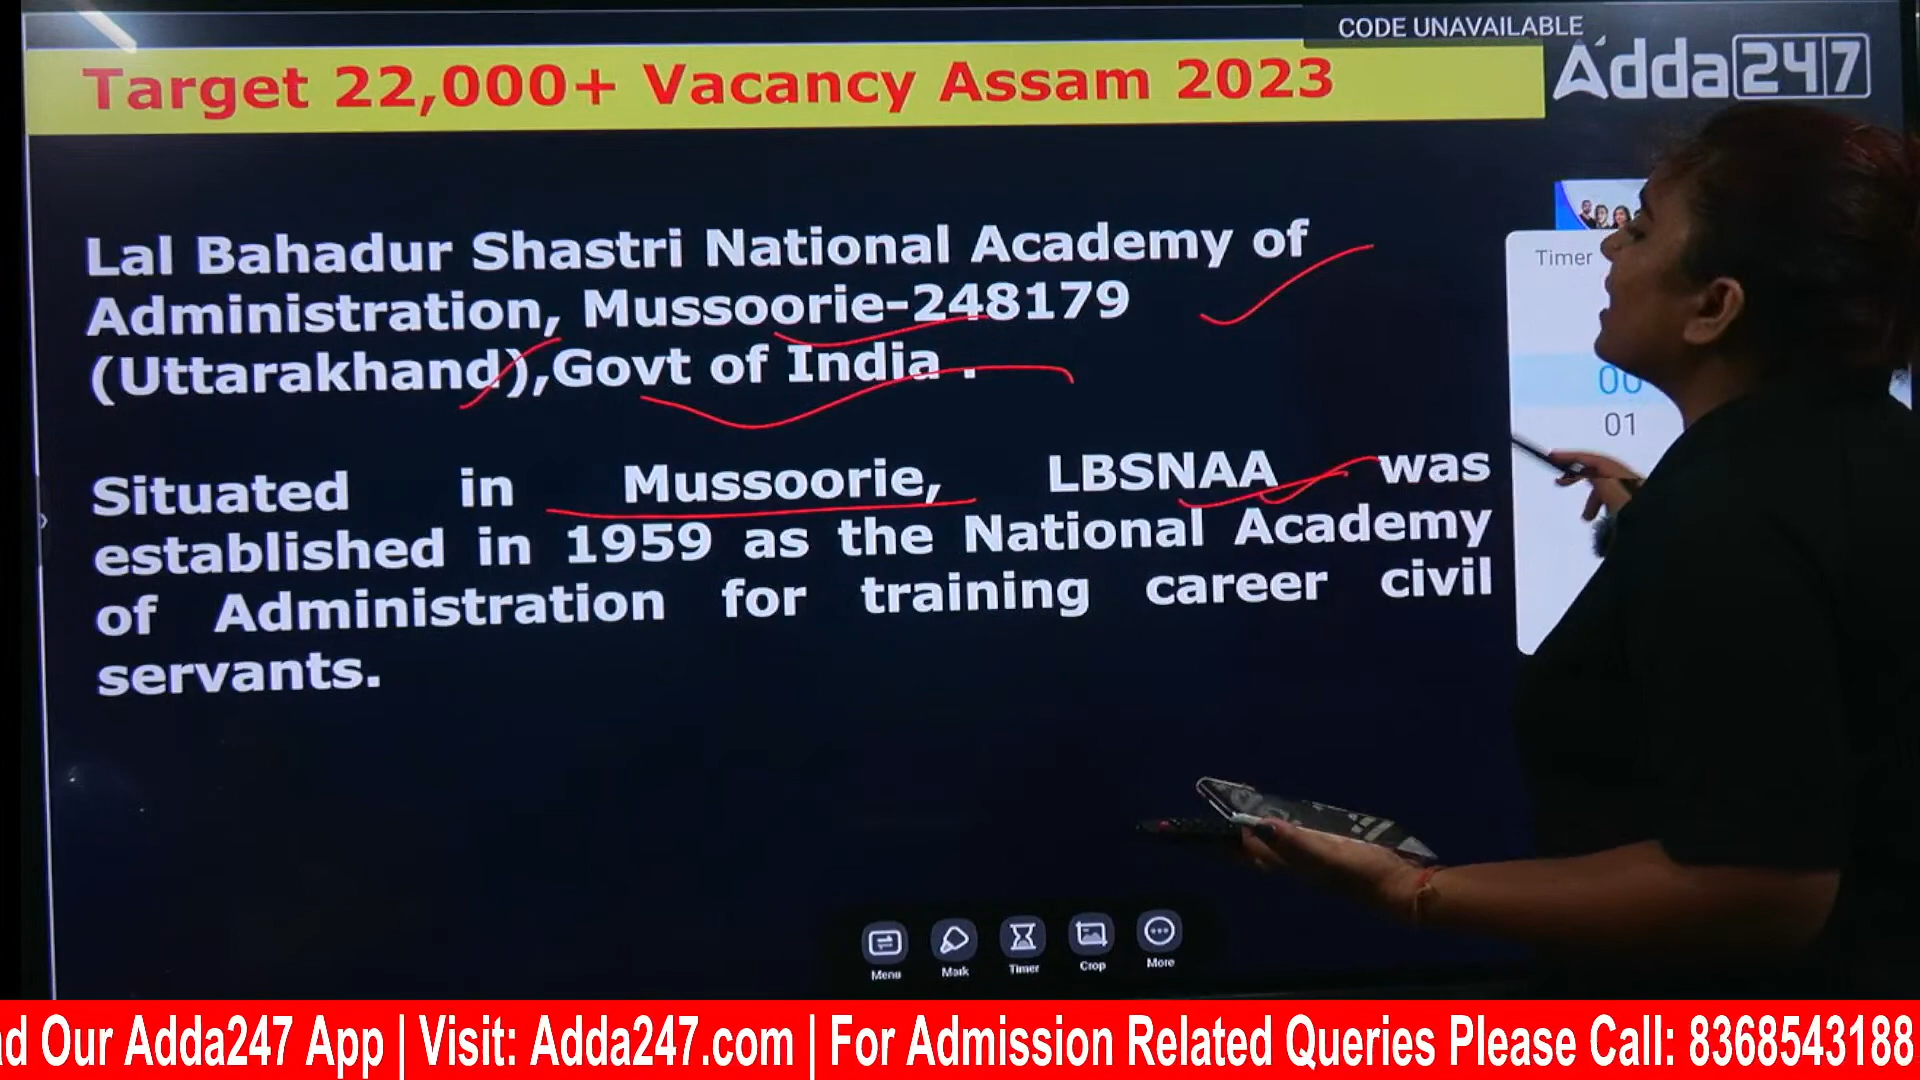 CODE UNAVAILABLE
Target 22,000+ Vacancy Assam 2023
Adda247
Lal Bahadur Shastri National Academy of
Administration, Mussoorie-248179
(Uttarakhand),Govt of India .
Timer
00
01
Situated in Mussoorie, LBSNAA was
established in 1959 as the National Academy
of Administration for training career civil
servants.
Menu Mark Timer Crop More
d Our Adda247 App | Visit: Adda247.com | For Admission Related Queries Please Call: 8368543188